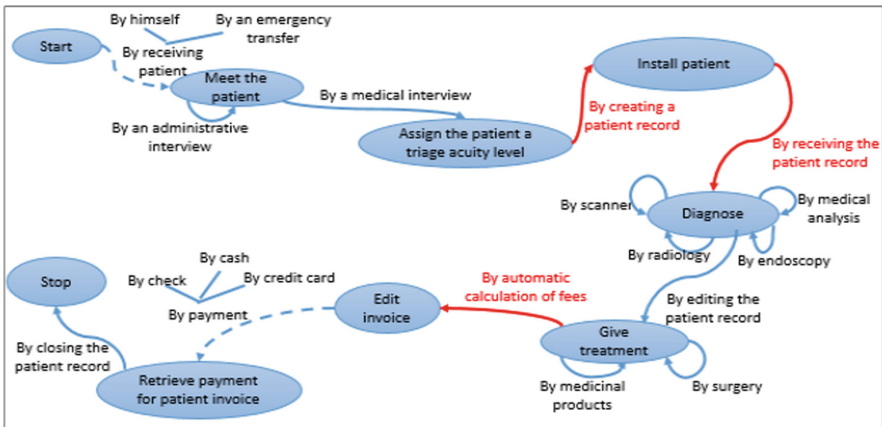 Start
By himself
By an emergency
transfer
By receiving
patient
Meet the
patient
By an administrative
interview
By a medical interview
Assign the patient a
triage acuity level
By creating a
patient record
Install patient
By receiving the
patient record
Diagnose
By scanner
By medical
analysis
By radiology
By endoscopy
By editing the
patient record
Give
treatment
By medicinal
products
By surgery
By automatic
calculation of fees
Edit
invoice
By cash
By check
By credit card
By payment
Retrieve payment
for patient invoice
By closing the
patient record
Stop